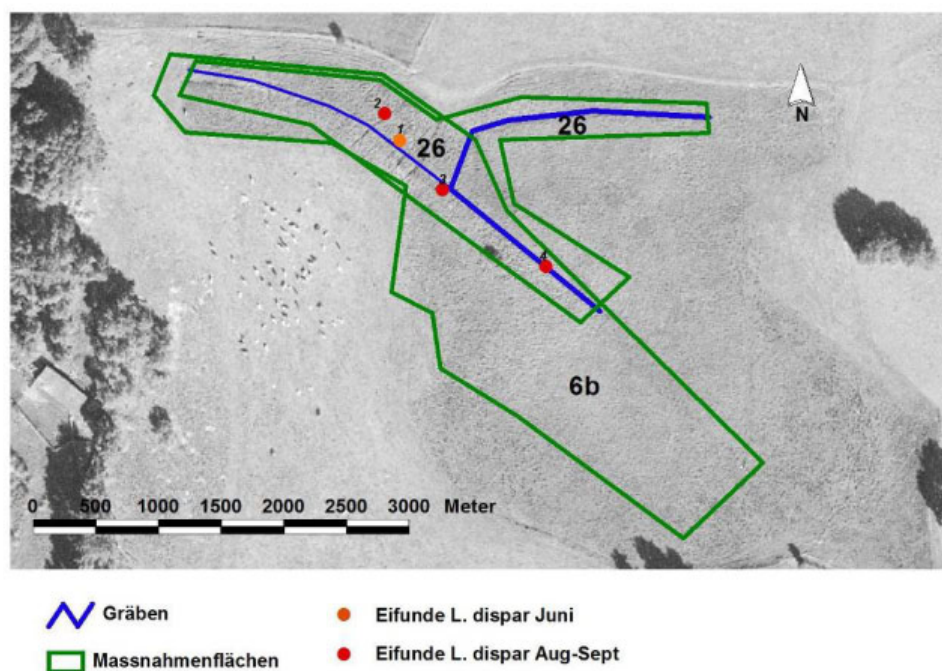 N
26
2
1
26
3
4
6b
0 500 1000 1500 2000 2500 3000 Meter
Gräben
Eifunde L. dispar Juni
Massnahmenflächen
Eifunde L. dispar Aug-Sept